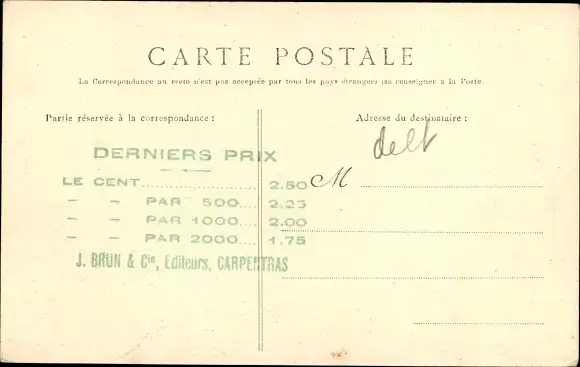 CARTE POSTALE
La Correspondance au recto n'est pas acceptée par tous les pays étrangers (se renseigner à la Poste
Partie réservée à la correspondance :
Adresse du destinataire :
DERNIERS PRIX
LE CENT.................... 2.50
– – PAR 500.... 2.25
– – PAR 1000.... 2.00
– – PAR 2000.... 1.75
J. BRUN & Cie, Editeurs, CARPENTRAS
M